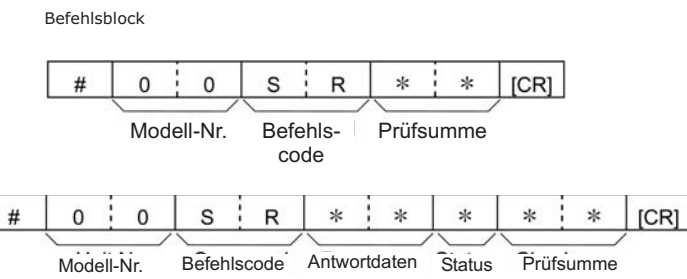 Befehlsblock
# 0 0 S R * * [CR]
Modell-Nr. Befehls-code Prüfsumme
# 0 0 S R * * * * * [CR]
Modell-Nr. Befehlscode Antwortdaten Status Prüfsumme